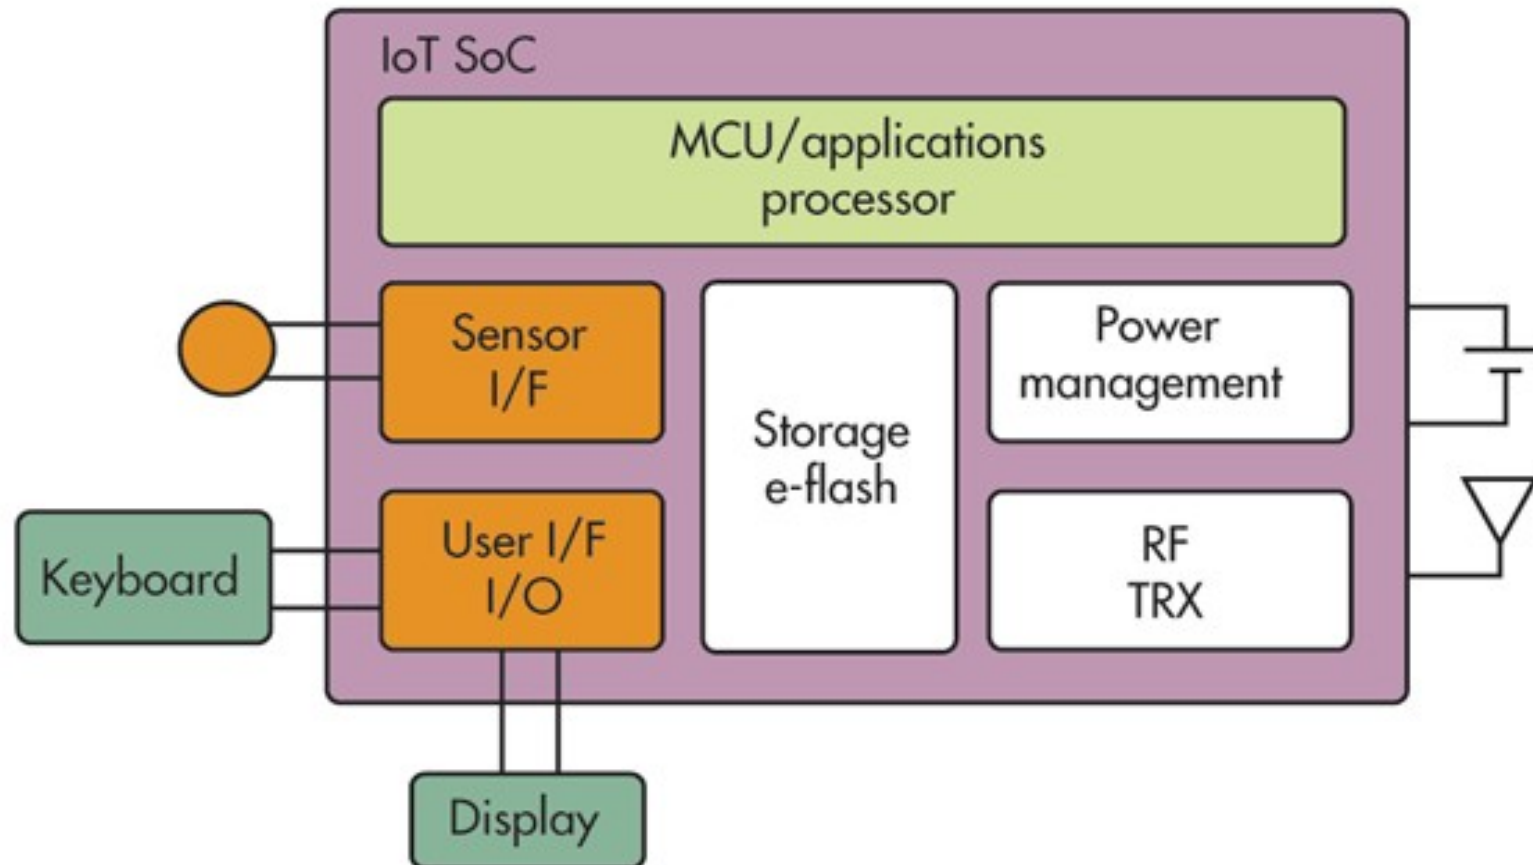 IoT SoC
MCU/applications
processor
Sensor
I/F
Storage
e-flash
Power
management
Keyboard
User I/F
I/O
RF
TRX
Display